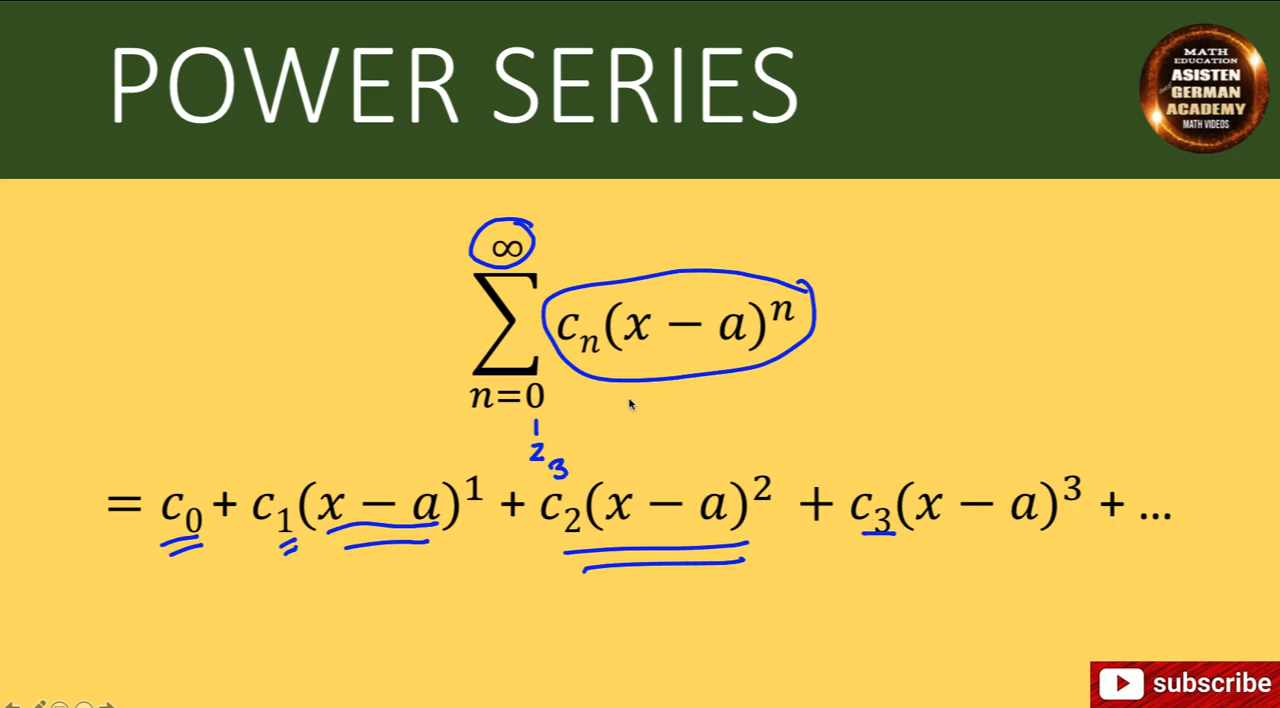 POWER SERIES
MATH
EDUCATION
ASISTEN
and GERMAN
ACADEMY
MATH VIDEOS
∞
∑ cₙ(x − a)ⁿ
n=0
1
2
3
= c₀ + c₁(x − a)¹ + c₂(x − a)² + c₃(x − a)³ + ...
subscribe